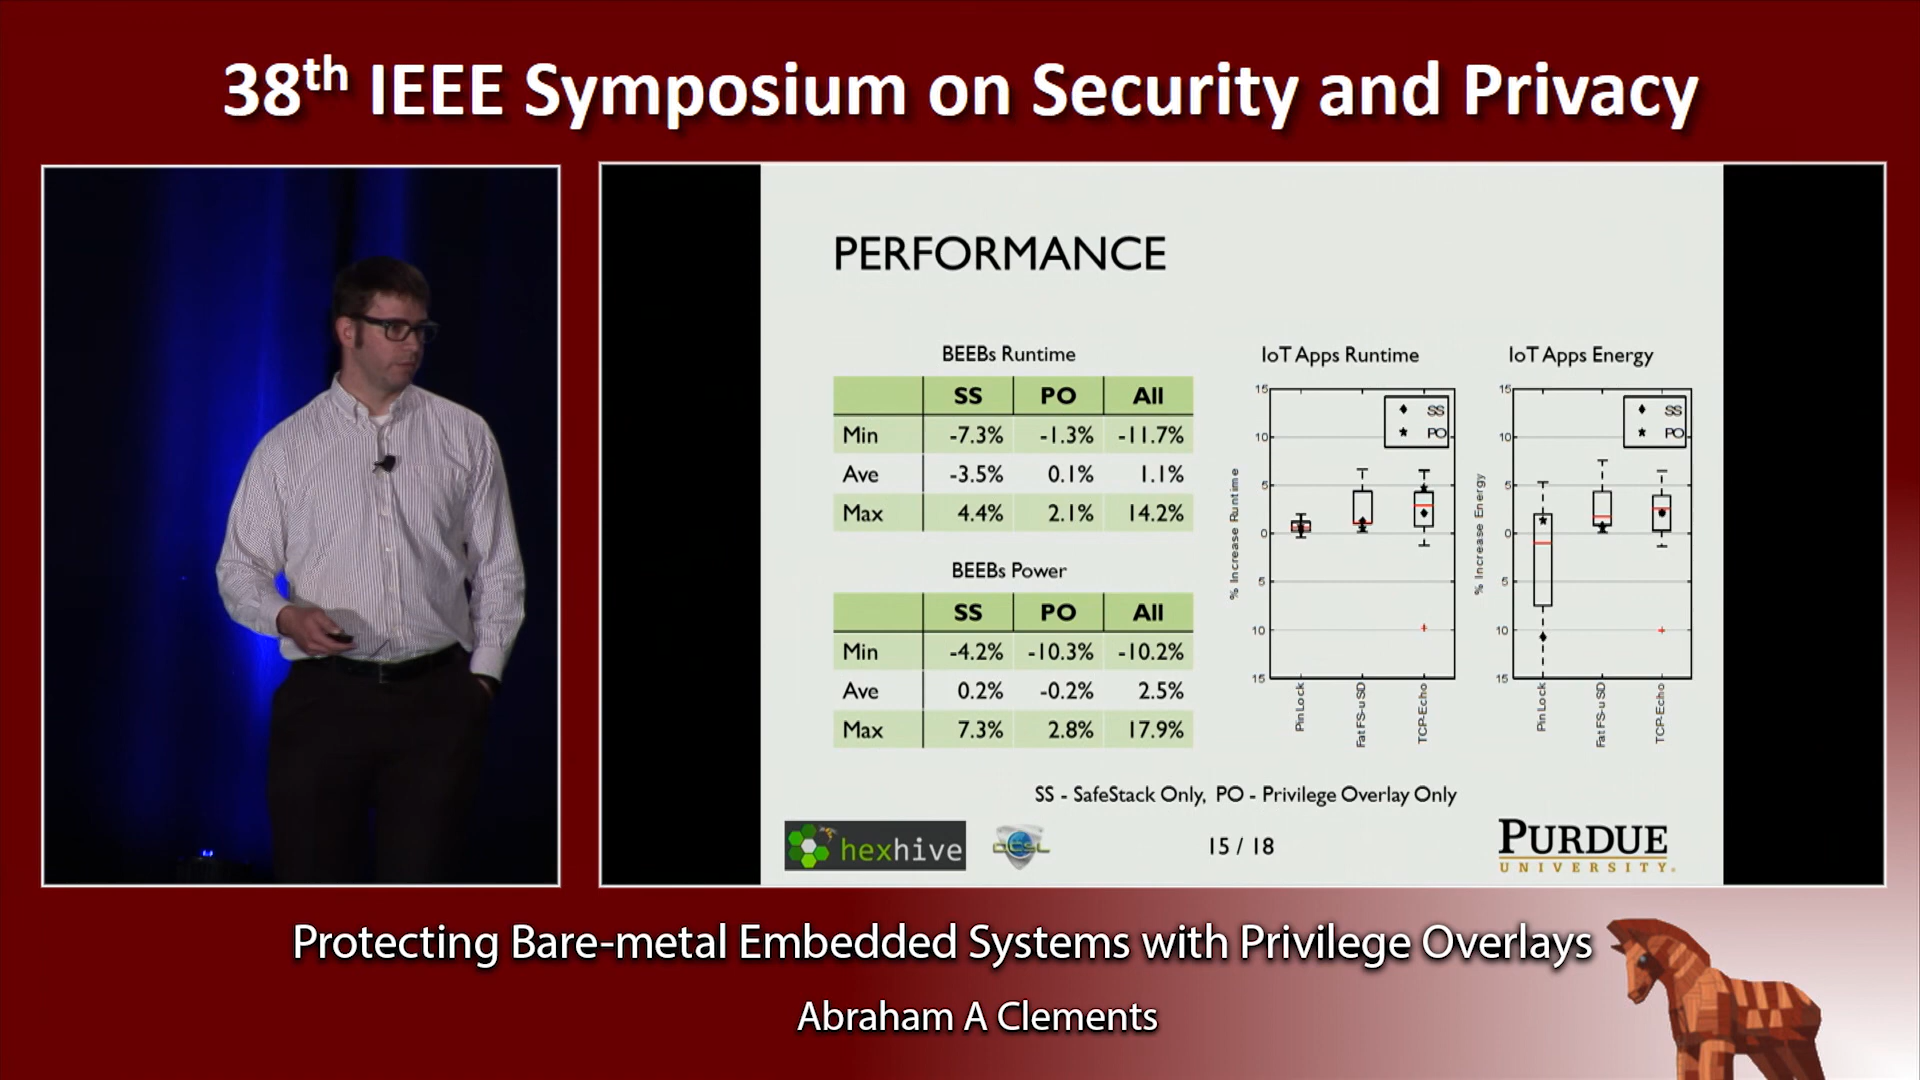 38th IEEE Symposium on Security and Privacy
PERFORMANCE
BEEBs Runtime
SS PO All
Min -7.3% -1.3% -11.7%
Ave -3.5% 0.1% 1.1%
Max 4.4% 2.1% 14.2%
BEEBs Power
SS PO All
Min -4.2% -10.3% -10.2%
Ave 0.2% -0.2% 2.5%
Max 7.3% 2.8% 17.9%
IoT Apps Runtime
% Increase Runtime
15
10
5
0
5
10
15
SS
PO
PinLock
FatFS-uSD
TCP-Echo
IoT Apps Energy
% Increase Energy
15
10
5
0
5
10
15
SS
PO
PinLock
FatFS-uSD
TCP-Echo
SS - SafeStack Only, PO - Privilege Overlay Only
hexhive
DCSL
15 / 18
PURDUE
UNIVERSITY
Protecting Bare-metal Embedded Systems with Privilege Overlays
Abraham A Clements